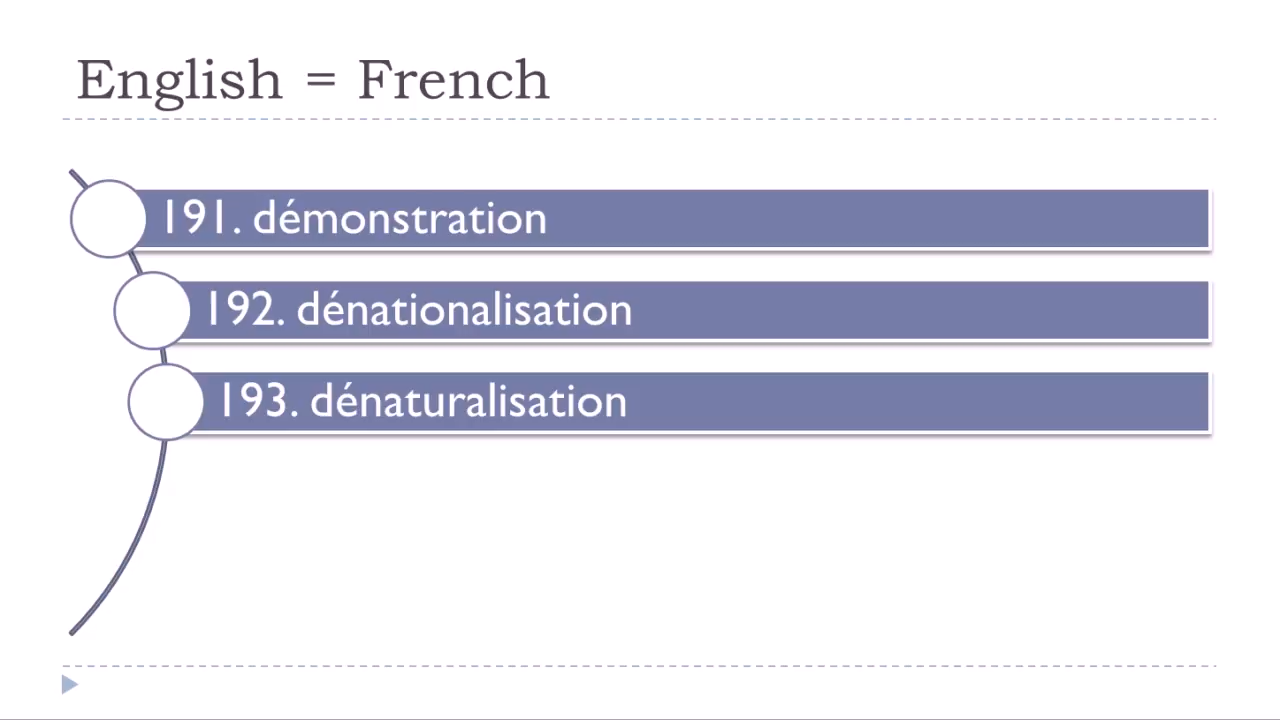 English = French
191. démonstration
192. dénationalisation
193. dénaturalisation